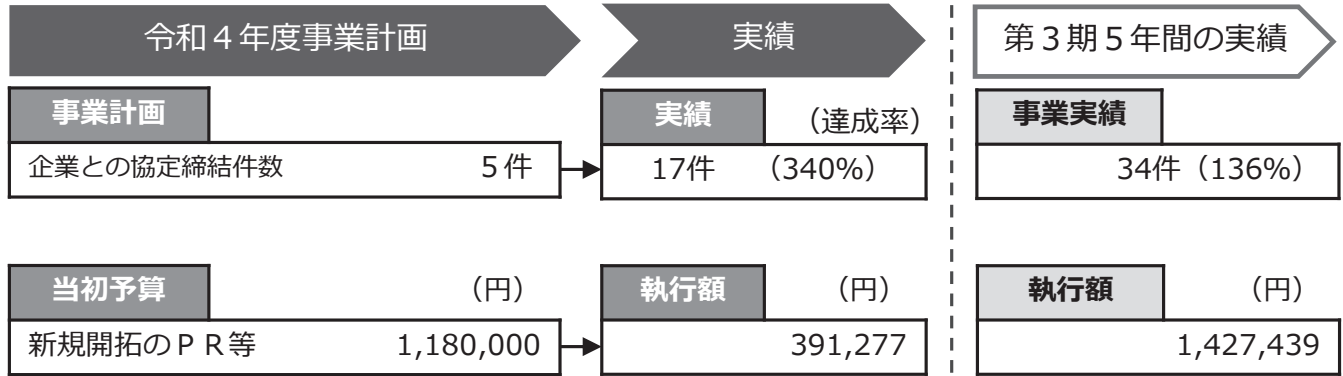 令和４年度事業計画
実績
第３期５年間の実績
事業計画
実績
（達成率）
事業実績
企業との協定締結件数
５件
17件
（340%）
34件（136%）
当初予算
（円）
執行額
（円）
執行額
（円）
新規開拓のＰＲ等
1,180,000
391,277
1,427,439